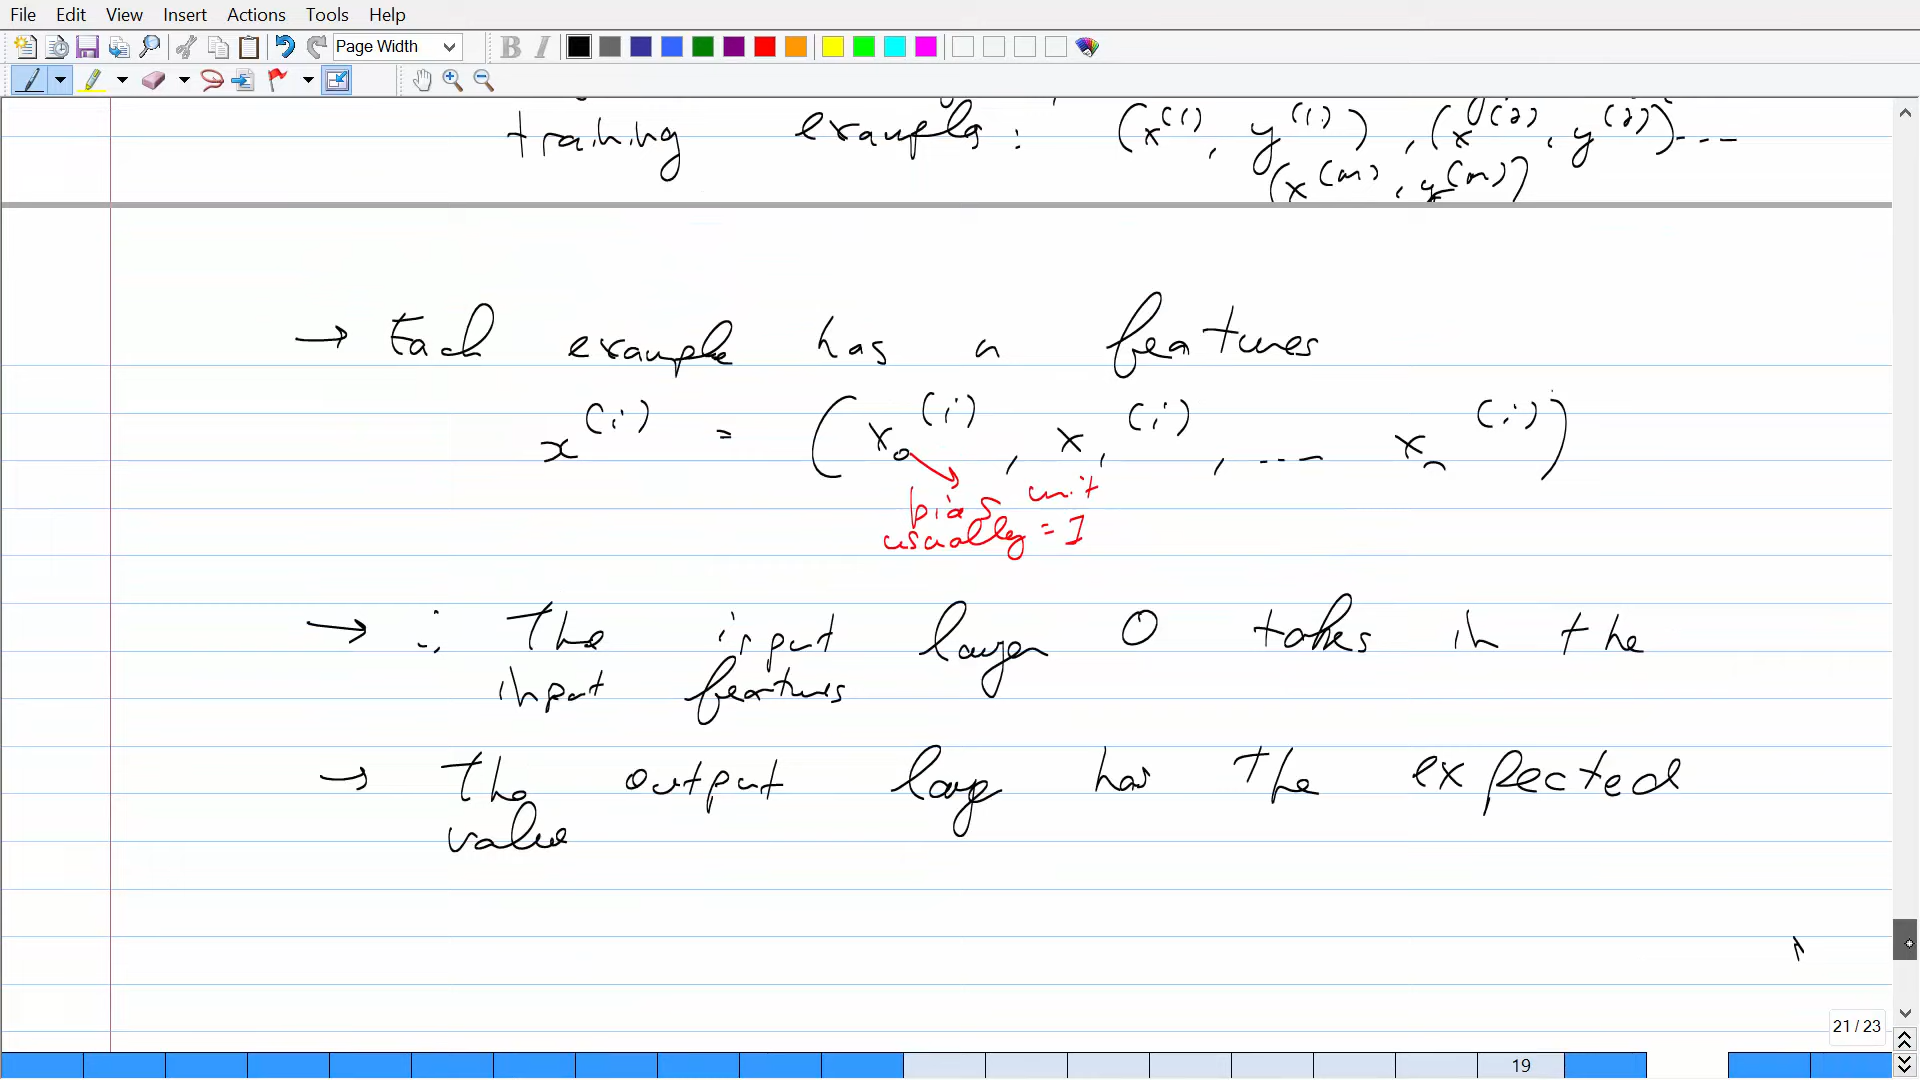 File Edit View Insert Actions Tools Help
Page Width
B I
training examples : (x^(1), y^(1)), (x^(2), y^(2)) ---
(x^(m), y^(m))
→ Each example has n features
x^(i) = (x₀^(i), x₁^(i), ---- xₙ^(i))
bias unit
usually = 1
→ ∴ The input layer 0 takes in the
input features
→ The output layer has the expected
value
21 / 23
19